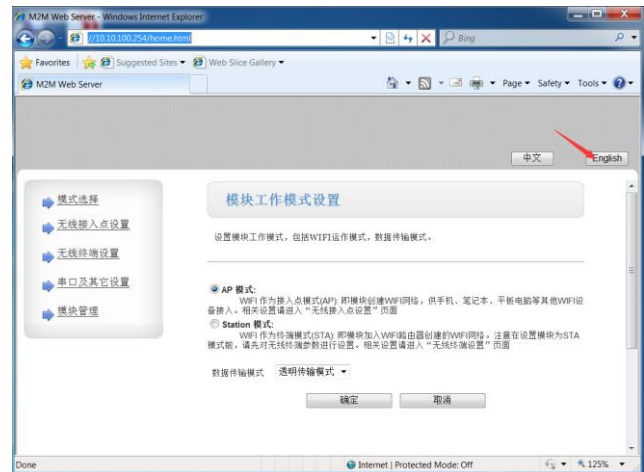 M2M Web Server - Windows Internet Explorer
//10.10.100.254/home.html
Bing
Favorites
Suggested Sites
Web Slice Gallery
M2M Web Server
Page
Safety
Tools
中文
English
模式选择
无线接入点设置
无线终端设置
串口及其它设置
模块管理
模块工作模式设置
设置模块工作模式，包括WIFI运作模式，数据传输模式。
AP 模式:
WIFI 作为接入点模式(AP). 即模块创建WIFI网络，供手机、笔记本、平板电脑等其他WIFI设
备接入。相关设置请进入“无线接入点设置”页面
Station 模式:
WIFI 作为终端模式(STA). 即模块加入WIFI路由器创建的WIFI网络，注意在设置模块为STA
模式前，请先对无线终端参数进行设置。相关设置请进入“无线终端设置”页面
数据传输模式 透明传输模式
确定
取消
Done
Internet | Protected Mode: Off
125%